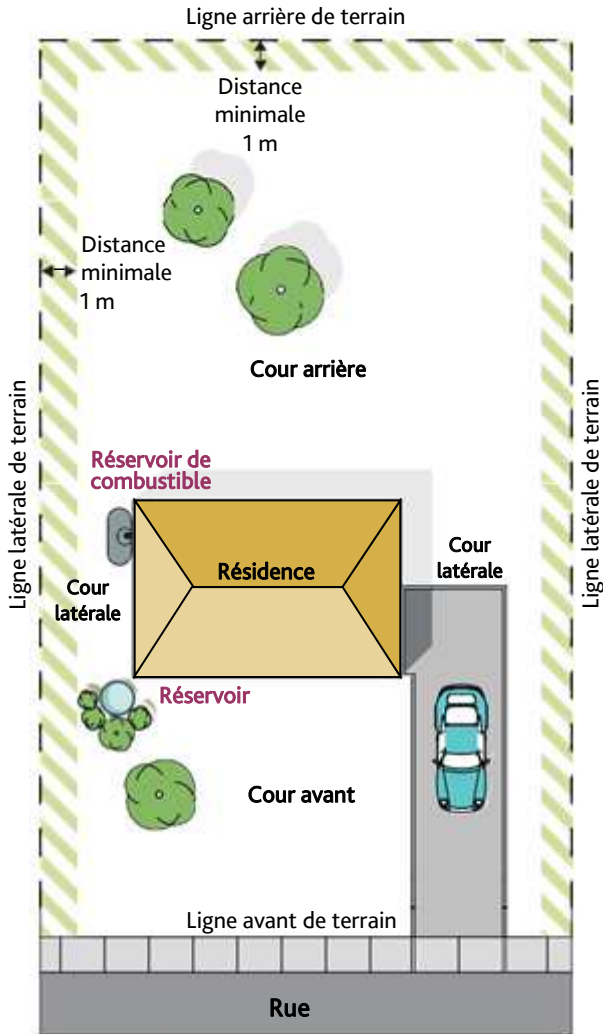 Ligne arrière de terrain
Distance
minimale
1 m
Distance
minimale
1 m
Cour arrière
Ligne latérale de terrain
Ligne latérale de terrain
Réservoir de
combustible
Résidence
Cour
latérale
Cour
latérale
Réservoir
Cour avant
Ligne avant de terrain
Rue